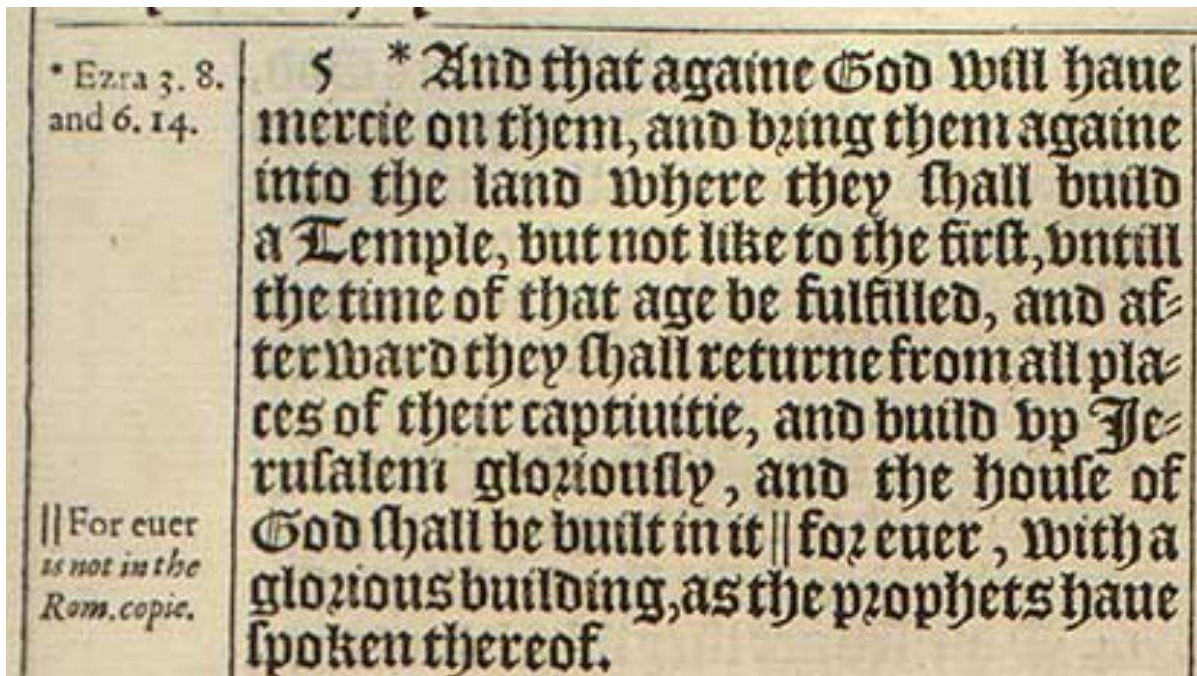 * Ezra 3. 8.
and 6. 14.
5 * And that againe God will haue
mercie on them, and bring them againe
into the land where they ſhall build
a Temple, but not like to the firſt, vntill
the time of that age be fulfilled, and af⸗
terward they ſhall returne from all pla⸗
ces of their captiuitie, and build vp Je⸗
ruſalem gloriouſly, and the houſe of
God ſhall be built in it || for euer, with a
glorious building, as the prophets haue
ſpoken thereof.
|| For euer
is not in the
Rom. copie.